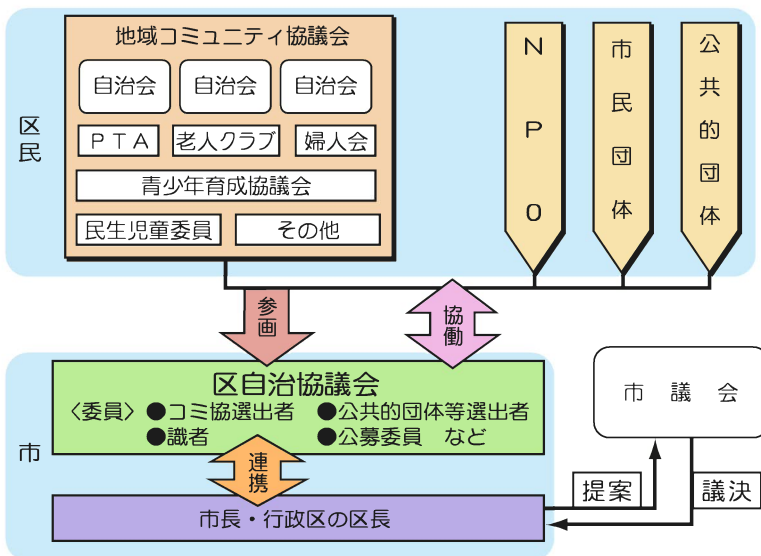 区民
地域コミュニティ協議会
自治会 自治会 自治会
PTA 老人クラブ 婦人会
青少年育成協議会
民生児童委員 その他
NPO
市民団体
公共的団体
参画
協働
市
区自治協議会
〈委員〉●コミ協選出者 ●公共的団体等選出者
●識者 ●公募委員 など
連携
市長・行政区の区長
市議会
提案
議決